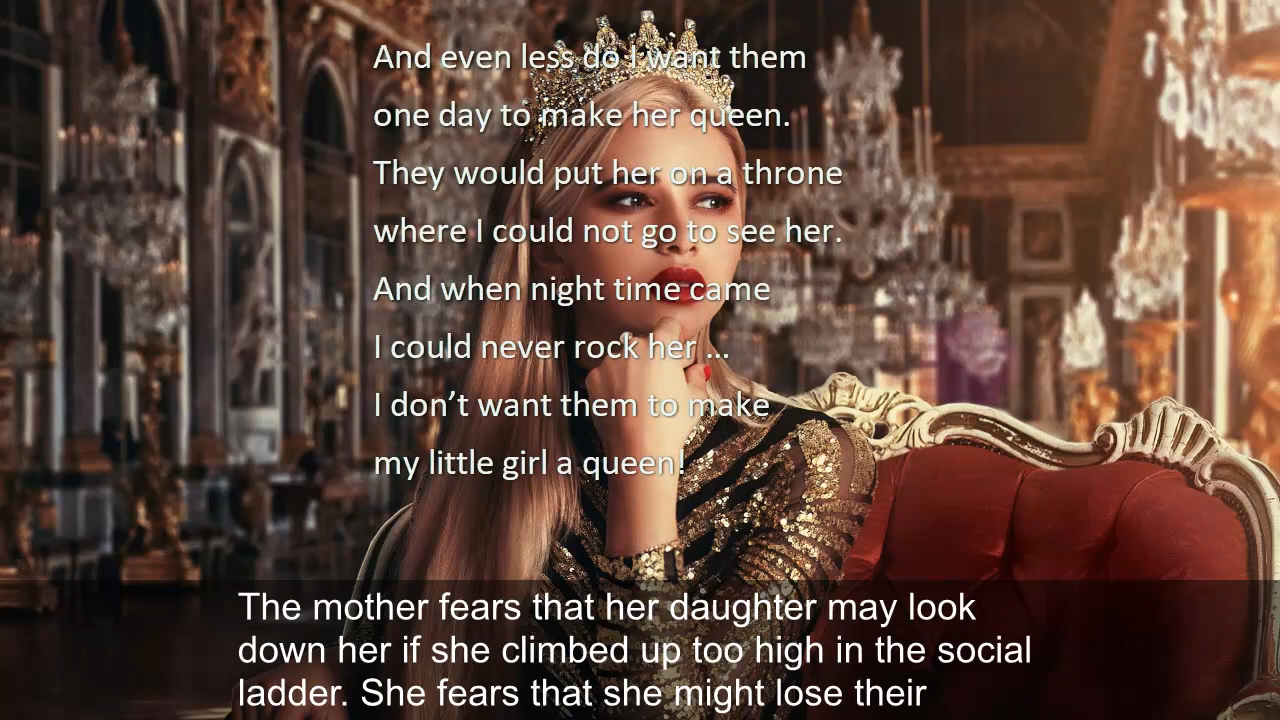 And even less do I want them
one day to make her queen.
They would put her on a throne
where I could not go to see her.
And when night time came
I could never rock her ...
I don’t want them to make
my little girl a queen!
The mother fears that her daughter may look
down her if she climbed up too high in the social
ladder. She fears that she might lose their